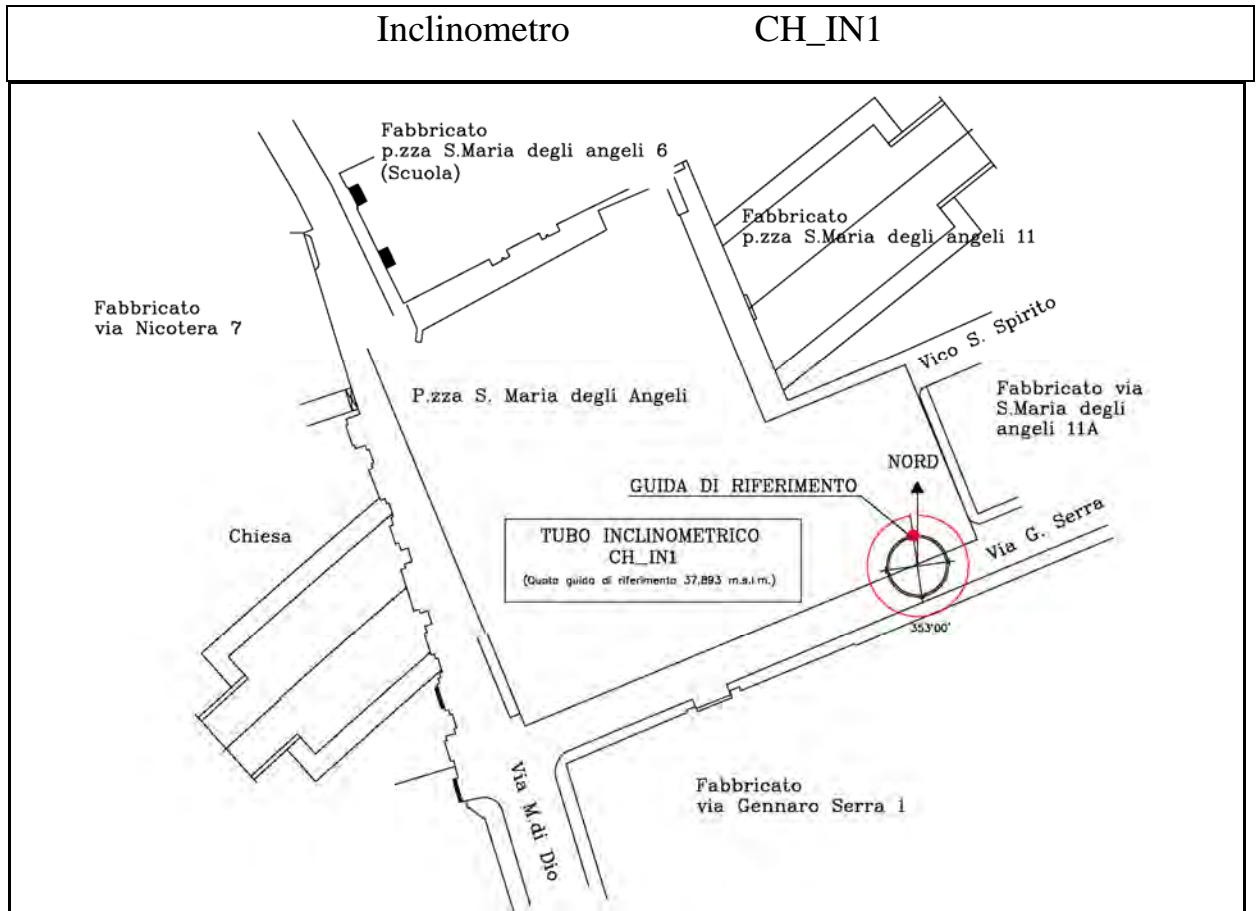 Inclinometro CH_IN1
Fabbricato
p.zza S.Maria degli angeli 6
(Scuola)
Fabbricato
p.zza S.Maria degli angeli 11
Fabbricato
via Nicotera 7
Vico S. Spirito
P.zza S. Maria degli Angeli
Fabbricato via
S.Maria degli
angeli 11A
NORD
GUIDA DI RIFERIMENTO
Via G. Serra
Chiesa
TUBO INCLINOMETRICO
CH_IN1
(Quota guida di riferimento 37,893 m.s.l.m.)
353°00'
Via M.di Dio
Fabbricato
via Gennaro Serra 1